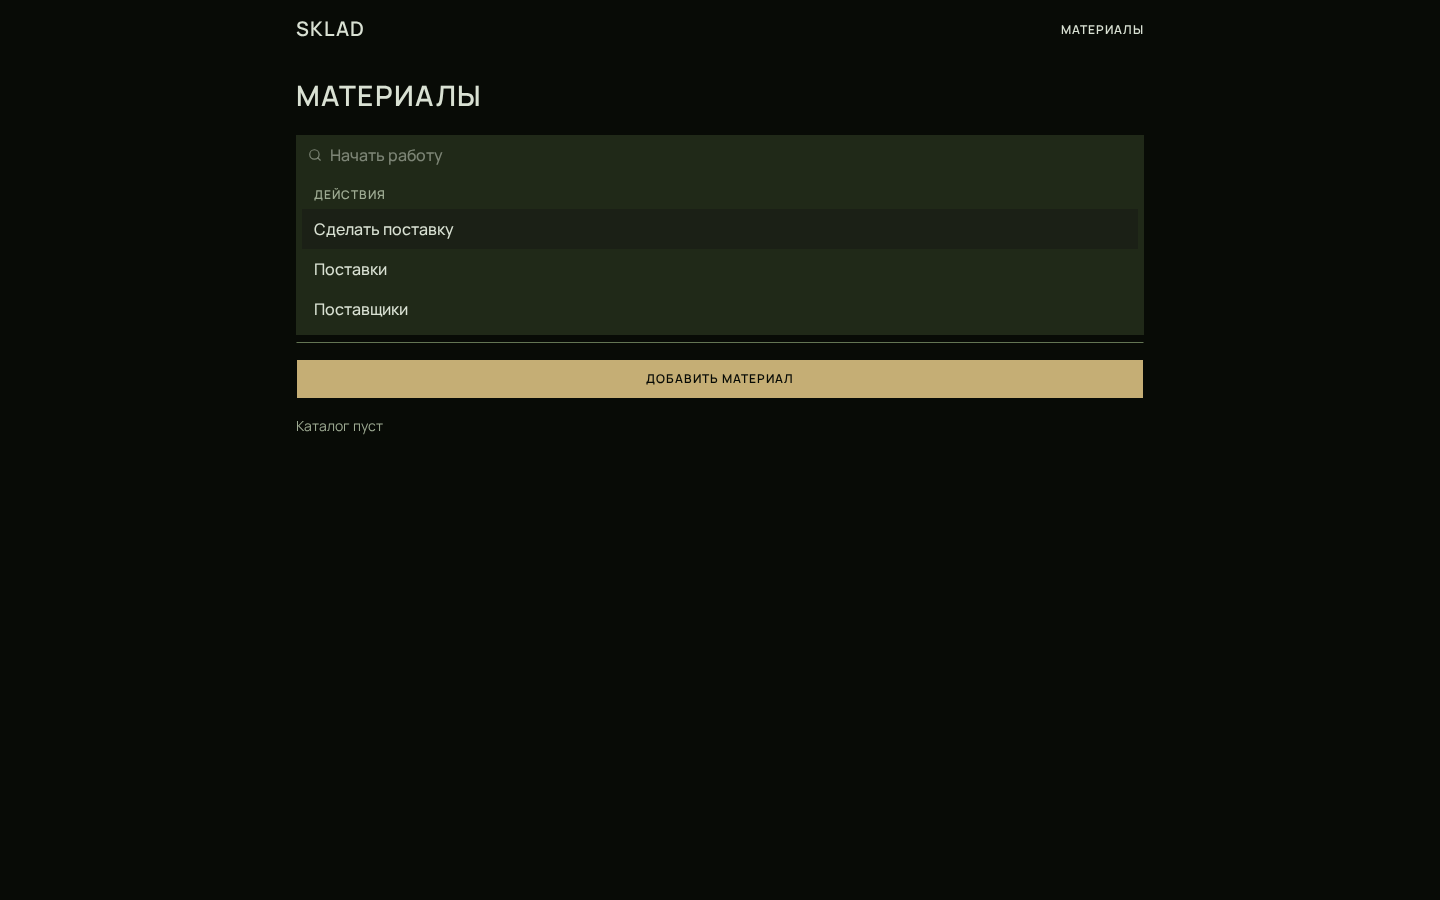 SKLAD
МАТЕРИАЛЫ
МАТЕРИАЛЫ
Начать работу
ДЕЙСТВИЯ
Сделать поставку
Поставки
Поставщики
ДОБАВИТЬ МАТЕРИАЛ
Каталог пуст